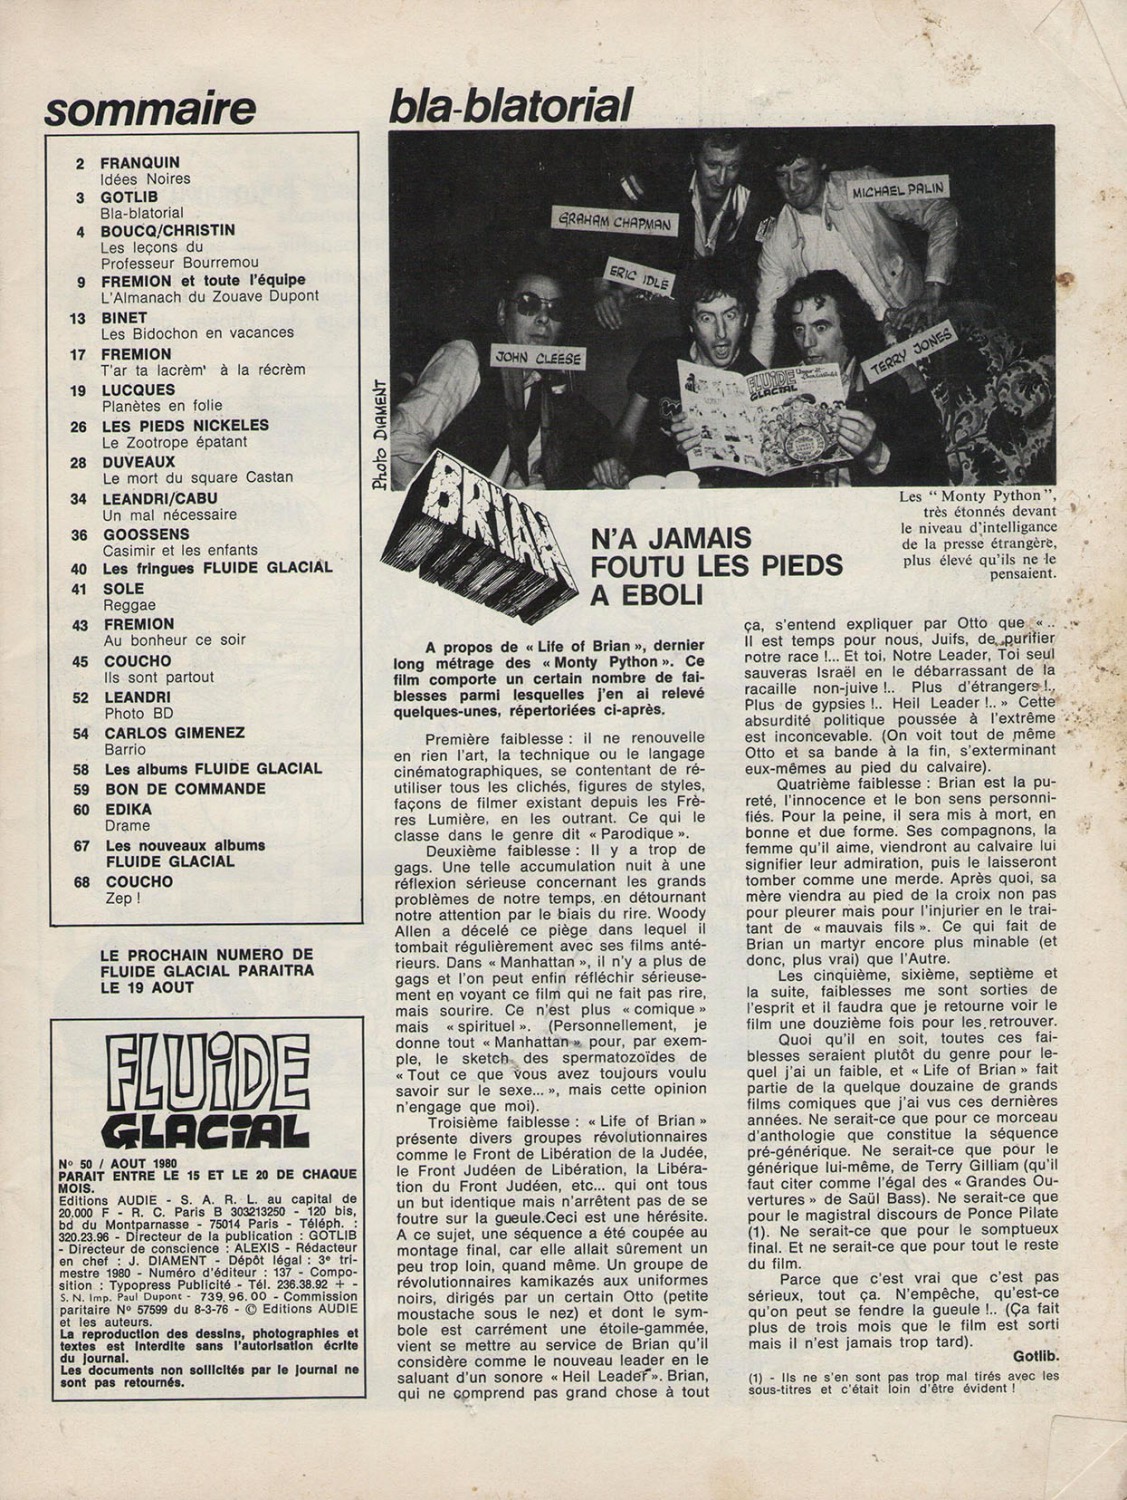 sommaire
2 FRANQUIN
Idées Noires
3 GOTLIB
Bla-blatorial
4 BOUCQ/CHRISTIN
Les leçons du
Professeur Bourremou
9 FREMION et toute l'équipe
L'Almanach du Zouave Dupont
13 BINET
Les Bidochon en vacances
17 FREMION
T'ar ta lacrèm' à la récrèm
19 LUCQUES
Planètes en folie
26 LES PIEDS NICKELES
Le Zootrope épatant
28 DUVEAUX
Le mort du square Castan
34 LEANDRI/CABU
Un mal nécessaire
36 GOOSSENS
Casimir et les enfants
40 Les fringues FLUIDE GLACIAL
41 SOLE
Reggae
43 FREMION
Au bonheur ce soir
45 COUCHO
Ils sont partout
52 LEANDRI
Photo BD
54 CARLOS GIMENEZ
Barrio
58 Les albums FLUIDE GLACIAL
59 BON DE COMMANDE
60 EDIKA
Drame
67 Les nouveaux albums
FLUIDE GLACIAL
68 COUCHO
Zep !
LE PROCHAIN NUMERO DE
FLUIDE GLACIAL PARAITRA
LE 19 AOUT
FLUIDE
GLACIAL
N° 50 / AOUT 1980
PARAIT ENTRE LE 15 ET LE 20 DE CHAQUE
MOIS.
Editions AUDIE - S. A. R. L. au capital de
20.000 F - R. C. Paris B 303213250 - 120 bis,
bd du Montparnasse - 75014 Paris - Téléph. :
320.23.96 - Directeur de la publication : GOTLIB
- Directeur de conscience : ALEXIS - Rédacteur
en chef : J. DIAMENT - Dépôt légal : 3e tri-
mestre 1980 - Numéro d'éditeur : 137 - Compo-
sition : Typopress Publicité - Tél. 236.38.92 + -
S. N. Imp. Paul Dupont - 739.96.00 - Commission
paritaire N° 57599 du 8-3-76 - © Editions AUDIE
et les auteurs.
La reproduction des dessins, photographies et
textes est interdite sans l'autorisation écrite
du journal.
Les documents non sollicités par le journal ne
sont pas retournés.
bla-blatorial
GRAHAM CHAPMAN
MICHAEL PALIN
ERIC IDLE
JOHN CLEESE
TERRY JONES
FLUIDE
GLACIAL
Photo DIAMENT
Les "Monty Python",
très étonnés devant
le niveau d'intelligance
de la presse étrangère,
plus élevé qu'ils ne le
pensaient.
BRIAN
N'A JAMAIS
FOUTU LES PIEDS
A EBOLI
A propos de « Life of Brian », dernier
long métrage des « Monty Python ». Ce
film comporte un certain nombre de fai-
blesses parmi lesquelles j'en ai relevé
quelques-unes, répertoriées ci-après.
Première faiblesse : il ne renouvelle
en rien l'art, la technique ou le langage
cinématographiques, se contentant de ré-
utiliser tous les clichés, figures de styles,
façons de filmer existant depuis les Frè-
res Lumière, en les outrant. Ce qui le
classe dans le genre dit « Parodique ».
Deuxième faiblesse : Il y a trop de
gags. Une telle accumulation nuit à une
réflexion sérieuse concernant les grands
problèmes de notre temps, en détournant
notre attention par le biais du rire. Woody
Allen a décelé ce piège dans lequel il
tombait régulièrement avec ses films anté-
rieurs. Dans « Manhattan », il n'y a plus de
gags et l'on peut enfin réfléchir sérieuse-
ment en voyant ce film qui ne fait pas rire,
mais sourire. Ce n'est plus « comique »
mais « spirituel ». (Personnellement, je
donne tout « Manhattan » pour, par exem-
ple, le sketch des spermatozoïdes de
« Tout ce que vous avez toujours voulu
savoir sur le sexe... », mais cette opinion
n'engage que moi).
Troisième faiblesse : « Life of Brian »
présente divers groupes révolutionnaires
comme le Front de Libération de la Judée,
le Front Judéen de Libération, la Libéra-
tion du Front Judéen, etc... qui ont tous
un but identique mais n'arrêtent pas de se
foutre sur la gueule.Ceci est une hérésite.
A ce sujet, une séquence a été coupée au
montage final, car elle allait sûrement un
peu trop loin, quand même. Un groupe de
révolutionnaires kamikazés aux uniformes
noirs, dirigés par un certain Otto (petite
moustache sous le nez) et dont le sym-
bole est carrément une étoile-gammée,
vient se mettre au service de Brian qu'il
considère comme le nouveau leader en le
saluant d'un sonore « Heil Leader ». Brian,
qui ne comprend pas grand chose à tout
ça, s'entend expliquer par Otto que « ..
Il est temps pour nous, Juifs, de purifier
notre race !... Et toi, Notre Leader, Toi seul
sauveras Israël en le débarrassant de la
racaille non-juive !.. Plus d'étrangers !..
Plus de gypsies !.. Heil Leader !.. » Cette
absurdité politique poussée à l'extrême
est inconcevable. (On voit tout de même
Otto et sa bande à la fin, s'exterminant
eux-mêmes au pied du calvaire).
Quatrième faiblesse : Brian est la pu-
reté, l'innocence et le bon sens personni-
fiés. Pour la peine, il sera mis à mort, en
bonne et due forme. Ses compagnons, la
femme qu'il aime, viendront au calvaire lui
signifier leur admiration, puis le laisseront
tomber comme une merde. Après quoi, sa
mère viendra au pied de la croix non pas
pour pleurer mais pour l'injurier en le trai-
tant de « mauvais fils ». Ce qui fait de
Brian un martyr encore plus minable (et
donc, plus vrai) que l'Autre.
Les cinquième, sixième, septième et
la suite, faiblesses me sont sorties de
l'esprit et il faudra que je retourne voir le
film une douzième fois pour les retrouver.
Quoi qu'il en soit, toutes ces fai-
blesses seraient plutôt du genre pour le-
quel j'ai un faible, et « Life of Brian » fait
partie de la quelque douzaine de grands
films comiques que j'ai vus ces dernières
années. Ne serait-ce que pour ce morceau
d'anthologie que constitue la séquence
pré-générique. Ne serait-ce que pour le
générique lui-même, de Terry Gilliam (qu'il
faut citer comme l'égal des « Grandes Ou-
vertures » de Saül Bass). Ne serait-ce que
pour le magistral discours de Ponce Pilate
(1). Ne serait-ce que pour le somptueux
final. Et ne serait-ce que pour tout le reste
du film.
Parce que c'est vrai que c'est pas
sérieux, tout ça. N'empêche, qu'est-ce
qu'on peut se fendre la gueule !.. (Ça fait
plus de trois mois que le film est sorti
mais il n'est jamais trop tard).
Gotlib.
(1) - Ils ne s'en sont pas trop mal tirés avec les
sous-titres et c'était loin d'être évident !